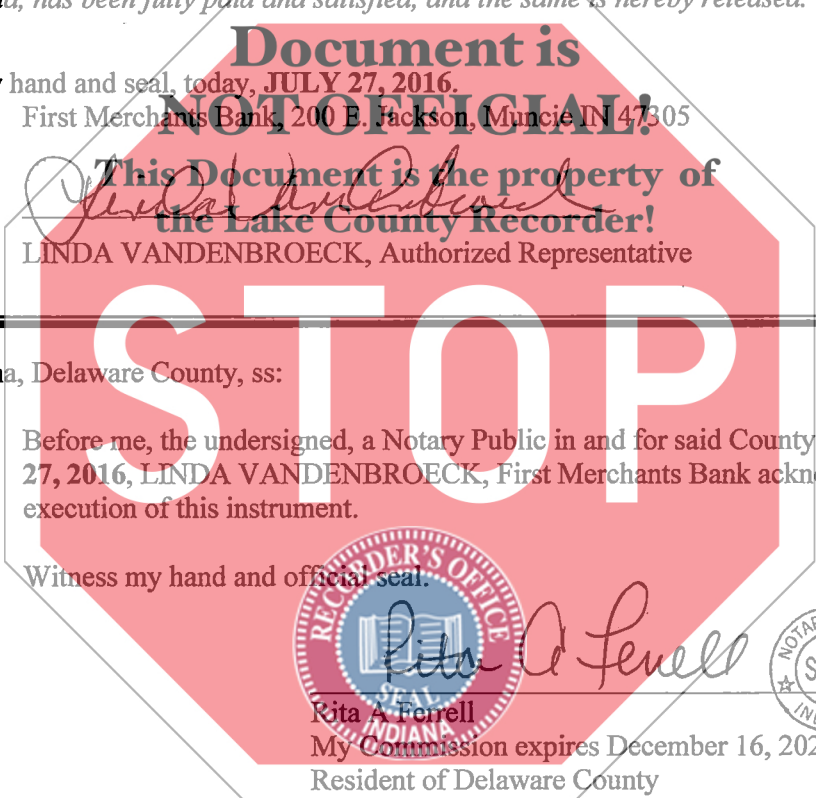 , has been fully paid and satisfied, and the same is hereby released.
Document is
hand and seal, today, JULY 27, 2016.
NOT OFFICIAL!
First Merchants Bank, 200 E. Jackson, Muncie IN 47305
This Document is the property of
the Lake County Recorder!
Linda Vandenbroeck
LINDA VANDENBROECK, Authorized Representative
STOP
a, Delaware County, ss:
Before me, the undersigned, a Notary Public in and for said County
27, 2016, LINDA VANDENBROECK, First Merchants Bank ackn
execution of this instrument.
Witness my hand and official seal.
RECORDER'S OFFICE
SEAL
INDIANA
Rita A Ferrell
NOTAR
S
IN
Rita A Ferrell
My Commission expires December 16, 202
Resident of Delaware County